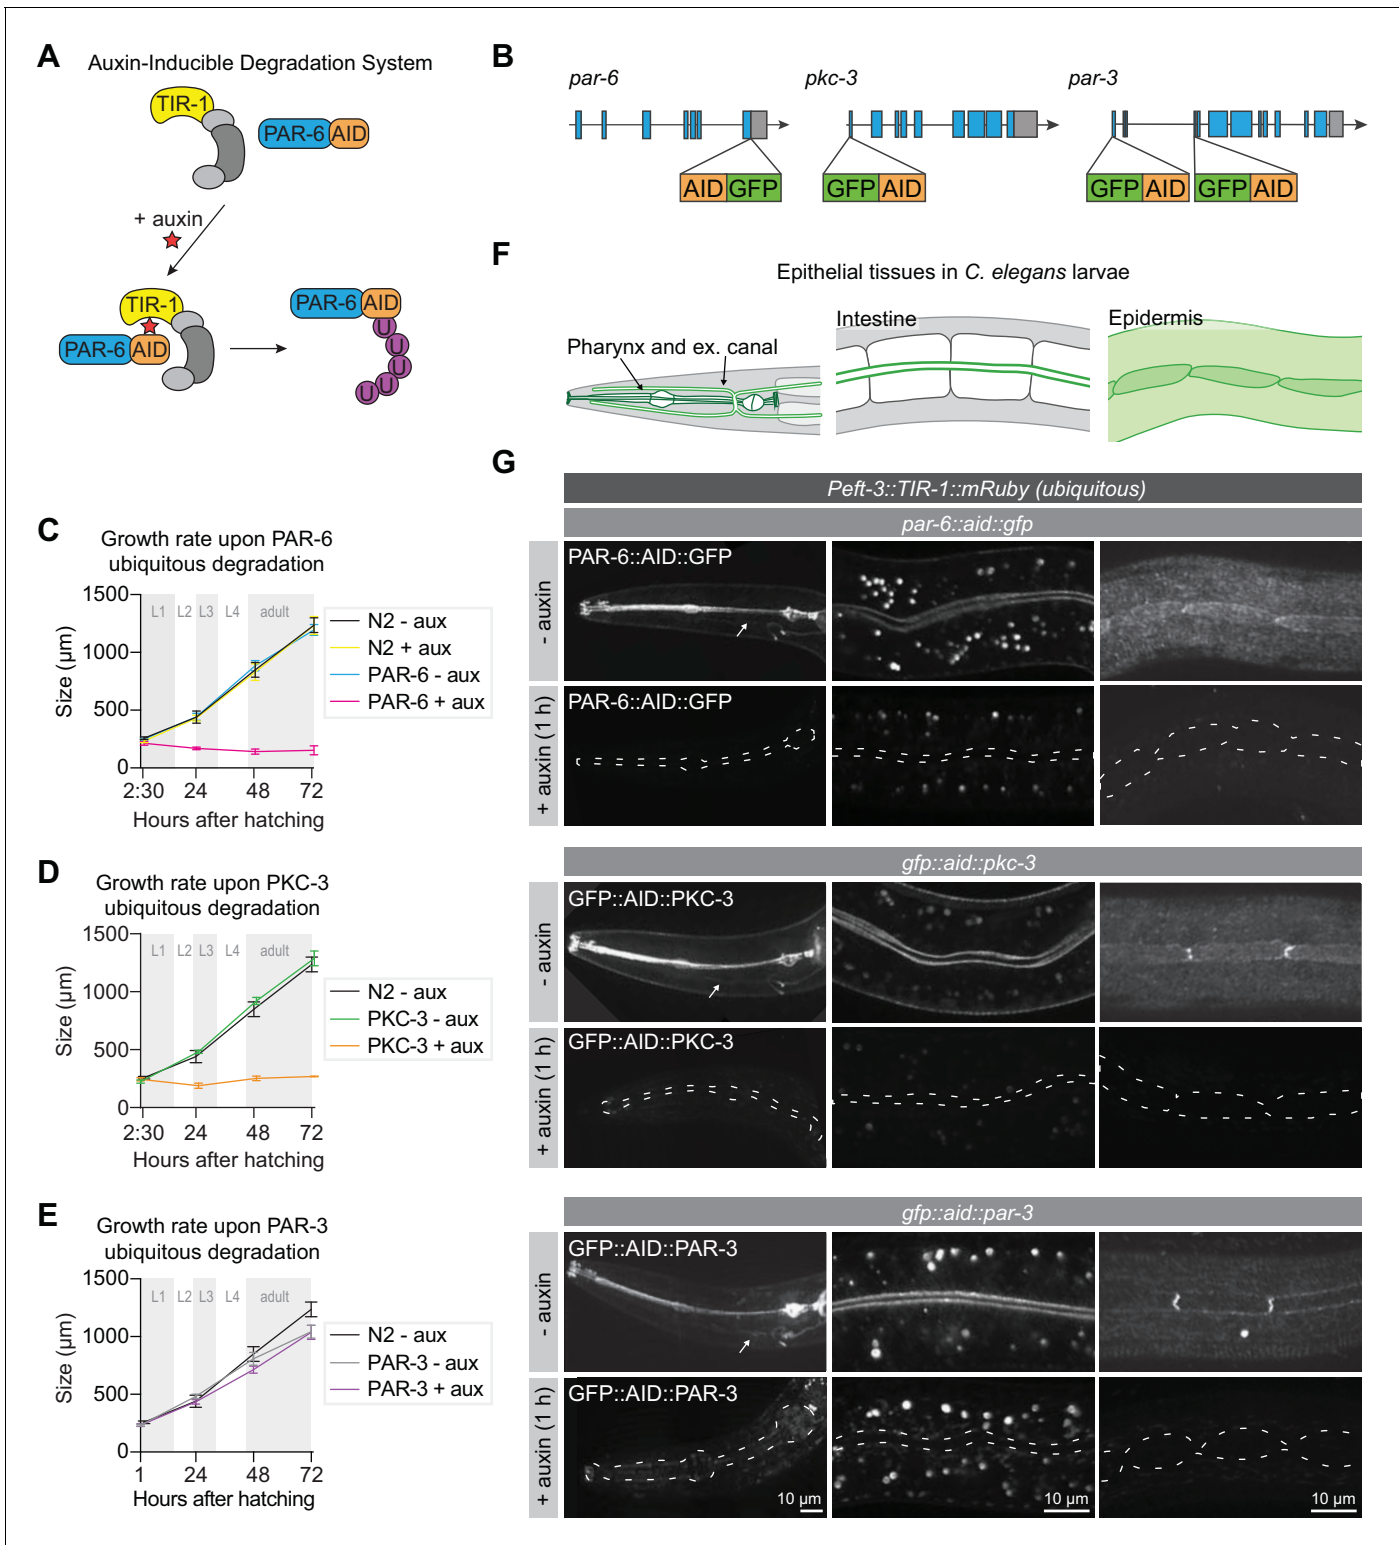 A
Auxin-Inducible Degradation System
TIR-1
PAR-6 AID
+ auxin
TIR-1
PAR-6 AID
PAR-6 AID
U
U
U
U
U
B
par-6
pkc-3
par-3
AID GFP
GFP AID
GFP AID
GFP AID
F
Epithelial tissues in C. elegans larvae
Pharynx and ex. canal
Intestine
Epidermis
C
Growth rate upon PAR-6
ubiquitous degradation
1500
1000
500
0
Size (µm)
L1 L2 L3 L4 adult
2:30 24 48 72
Hours after hatching
N2 - aux
N2 + aux
PAR-6 - aux
PAR-6 + aux
D
Growth rate upon PKC-3
ubiquitous degradation
1500
1000
500
0
Size (µm)
L1 L2 L3 L4 adult
2:30 24 48 72
Hours after hatching
N2 - aux
PKC-3 - aux
PKC-3 + aux
E
Growth rate upon PAR-3
ubiquitous degradation
1500
1000
500
0
Size (µm)
L1 L2 L3 L4 adult
1 24 48 72
Hours after hatching
N2 - aux
PAR-3 - aux
PAR-3 + aux
G
Peft-3::TIR-1::mRuby (ubiquitous)
par-6::aid::gfp
- auxin
PAR-6::AID::GFP
+ auxin (1 h)
PAR-6::AID::GFP
gfp::aid::pkc-3
- auxin
GFP::AID::PKC-3
+ auxin (1 h)
GFP::AID::PKC-3
gfp::aid::par-3
- auxin
GFP::AID::PAR-3
+ auxin (1 h)
GFP::AID::PAR-3
10 µm
10 µm
10 µm